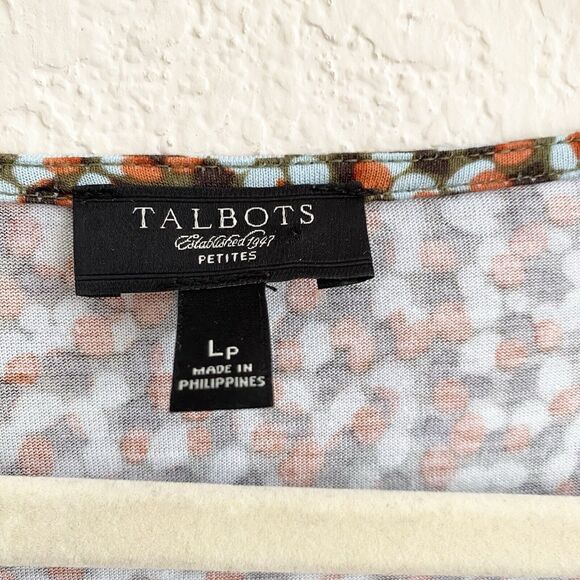 TALBOTS
Established 1947
PETITES
LP
MADE IN
PHILIPPINES